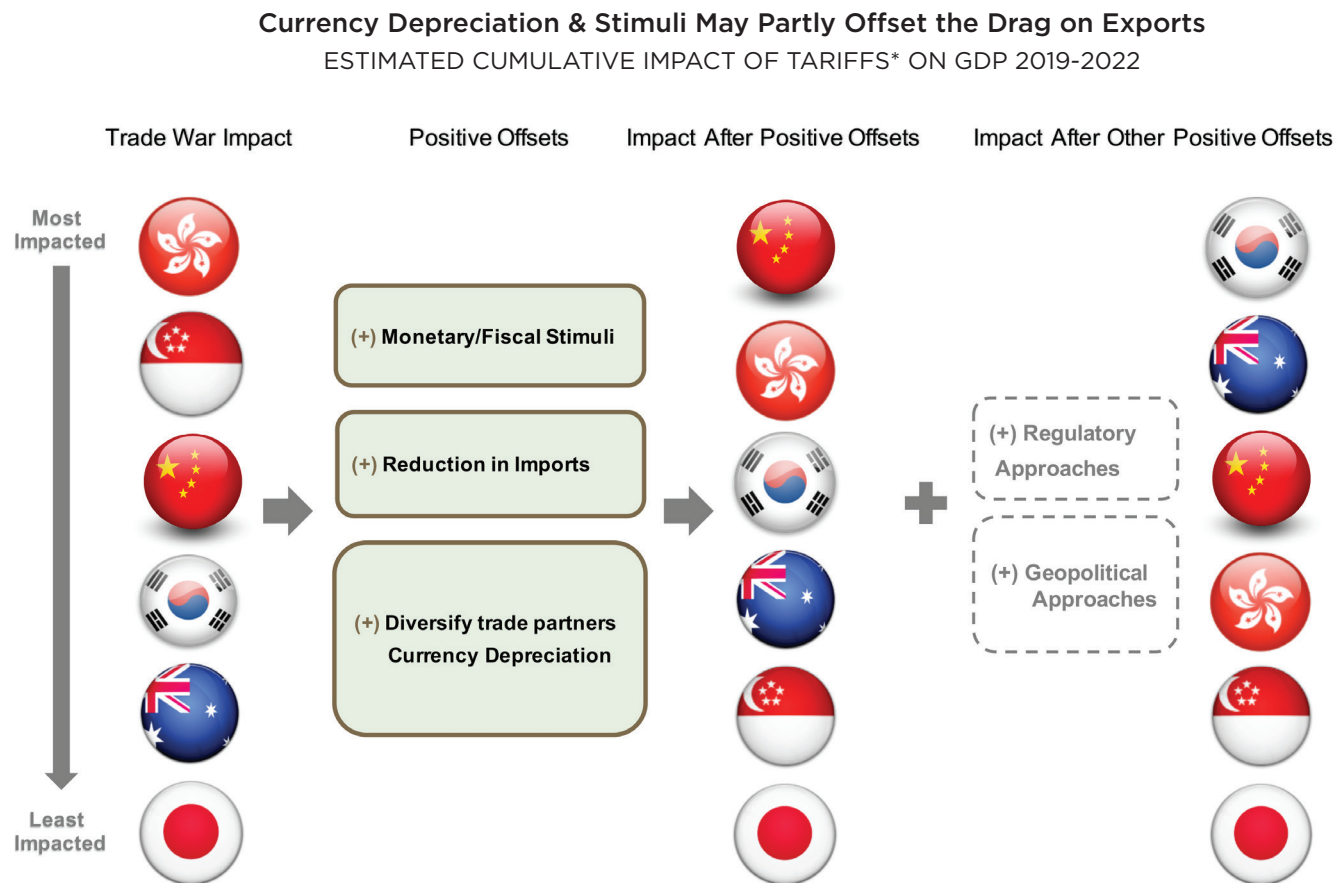 Currency Depreciation & Stimuli May Partly Offset the Drag on Exports
ESTIMATED CUMULATIVE IMPACT OF TARIFFS* ON GDP 2019-2022
Trade War Impact
Positive Offsets
Impact After Positive Offsets
Impact After Other Positive Offsets
Most
Impacted
(+) Monetary/Fiscal Stimuli
(+) Reduction in Imports
(+) Diversify trade partners
Currency Depreciation
(+) Regulatory
Approaches
(+) Geopolitical
Approaches
Least
Impacted